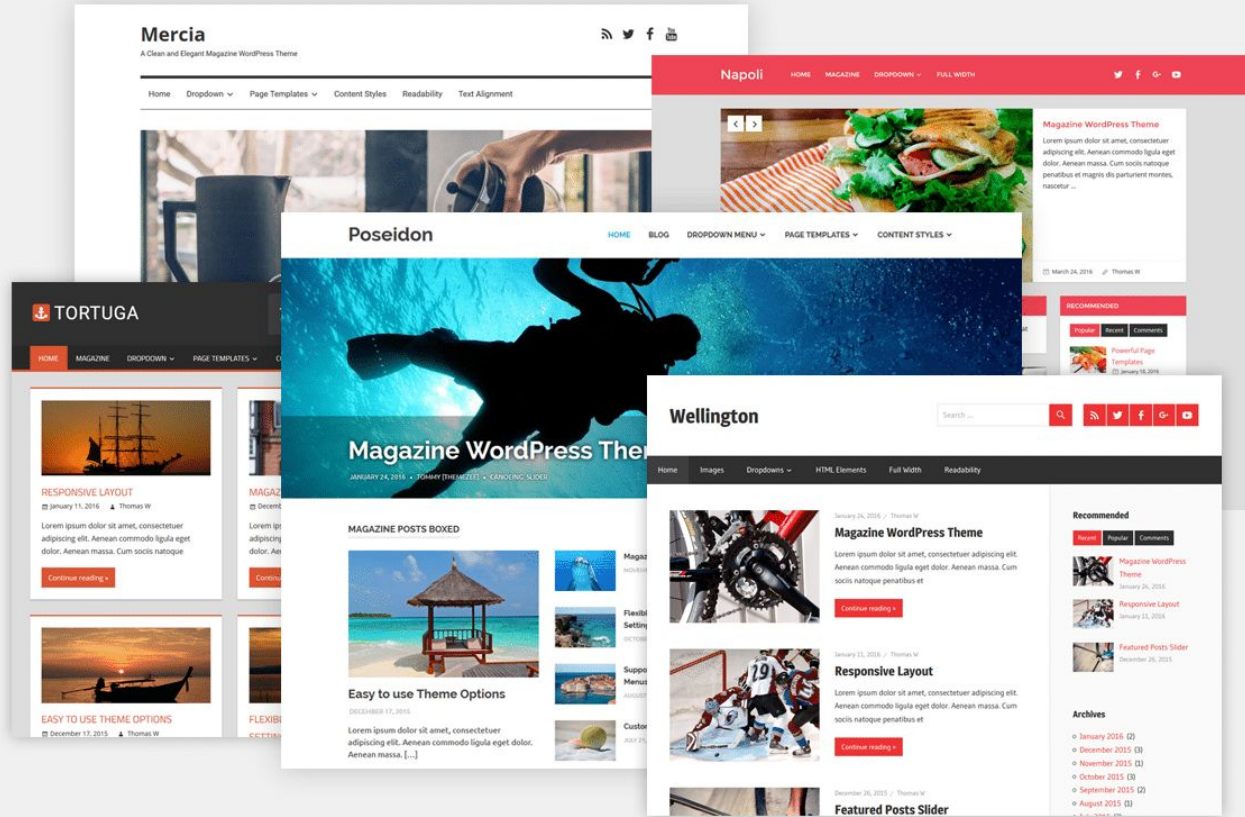 Mercia
A Clean and Elegant Magazine WordPress Theme
Home Dropdown Page Templates Content Styles Readability Text Alignment
Napoli HOME MAGAZINE DROPDOWN FULL WIDTH
Magazine WordPress Theme
Lorem ipsum dolor sit amet, consectetuer
adipiscing elit. Aenean commodo ligula eget
dolor. Aenean massa. Cum sociis natoque
penatibus et magnis dis parturient montes,
nascetur ...
March 24, 2016 Thomas W
RECOMMENDED
Popular Recent Comments
Powerful Page
Templates
January 18, 2016
TORTUGA
HOME MAGAZINE DROPDOWN PAGE TEMPLATES
RESPONSIVE LAYOUT
January 11, 2016 Thomas W
Lorem ipsum dolor sit amet, consectetuer
adipiscing elit. Aenean commodo ligula eget
dolor. Aenean massa. Cum sociis natoque
Continue reading »
EASY TO USE THEME OPTIONS
December 17, 2015 Thomas W
Poseidon
HOME BLOG DROPDOWN MENU PAGE TEMPLATES CONTENT STYLES
Magazine WordPress The
JANUARY 24, 2016 • TOMMY [THEMEZEE] • CANOEING, SLIDER
MAGAZINE POSTS BOXED
Easy to use Theme Options
DECEMBER 17, 2015
Lorem ipsum dolor sit amet, consectetuer
adipiscing elit. Aenean commodo ligula eget dolor.
Aenean massa. [...]
Wellington
Search ...
Home Images Dropdowns HTML Elements Full Width Readability
January 24, 2016 / Thomas W
Magazine WordPress Theme
Lorem ipsum dolor sit amet, consectetuer adipiscing elit.
Aenean commodo ligula eget dolor. Aenean massa. Cum
sociis natoque penatibus et
Continue reading »
January 11, 2016 / Thomas W
Responsive Layout
Lorem ipsum dolor sit amet, consectetuer adipiscing elit.
Aenean commodo ligula eget dolor. Aenean massa. Cum
sociis natoque penatibus et
Continue reading »
December 26, 2015 / Thomas W
Featured Posts Slider
Recommended
Recent Popular Comments
Magazine WordPress
Theme
January 24, 2016
Responsive Layout
January 11, 2016
Featured Posts Slider
December 26, 2015
Archives
January 2016 (2)
December 2015 (3)
November 2015 (1)
October 2015 (3)
September 2015 (2)
August 2015 (1)